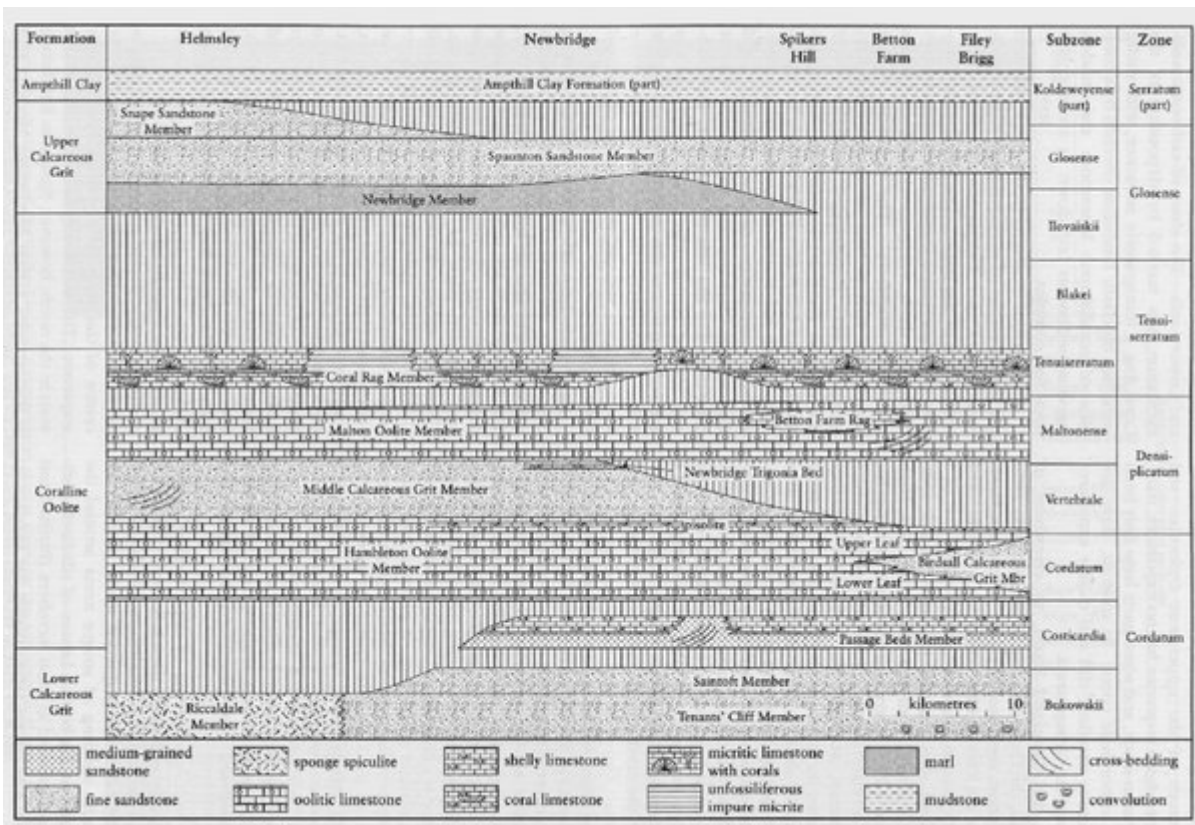 Formation Helmsley Newbridge Spikers Hill Betton Farm Filey Brigg Subzone Zone
Ampthill Clay
Ampthill Clay Formation (part)
Koldeweyense (part)
Serratum (part)
Upper Calcareous Grit
Snape Sandstone Member
Spaunton Sandstone Member
Newbridge Member
Glosense
Ilovaiskii
Glosense
Blakei
Tenuiserratum
Tenui-
serratum
Coralline Oolite
Coral Rag Member
Malton Oolite Member
Betton Farm Rag
Maltonense
Newbridge Trigonia Bed
Middle Calcareous Grit Member
Vertebrale
Densi-
plicatum
pisolite
Hambleton Oolite
Member
Upper Leaf
Birdsall Calcareous
Grit Mbr
Lower Leaf
Cordatum
Passage Beds Member
Costicardia
Cordatum
Lower Calcareous Grit
Saintoft Member
Riccaldale
Member
Tenants' Cliff Member
0 kilometres 10
Bukowskii
medium-grained sandstone
sponge spiculite
shelly limestone
micritic limestone with corals
marl
cross-bedding
fine sandstone
oolitic limestone
coral limestone
unfossiliferous impure micrite
mudstone
convolution